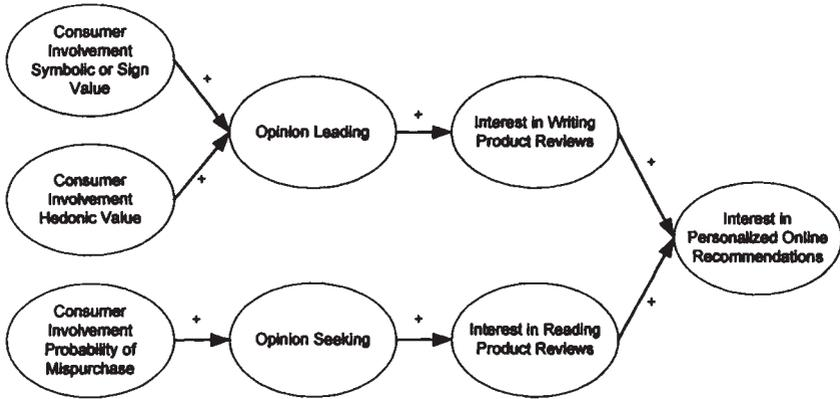 Consumer
Involvement
Symbolic or Sign
Value
+
Opinion Leading
+
Interest in Writing
Product Reviews
+
Consumer
Involvement
Hedonic Value
+
Interest in
Personalized Online
Recommendations
Consumer
Involvement
Probability of
Mispurchase
+
Opinion Seeking
+
Interest in Reading
Product Reviews
+